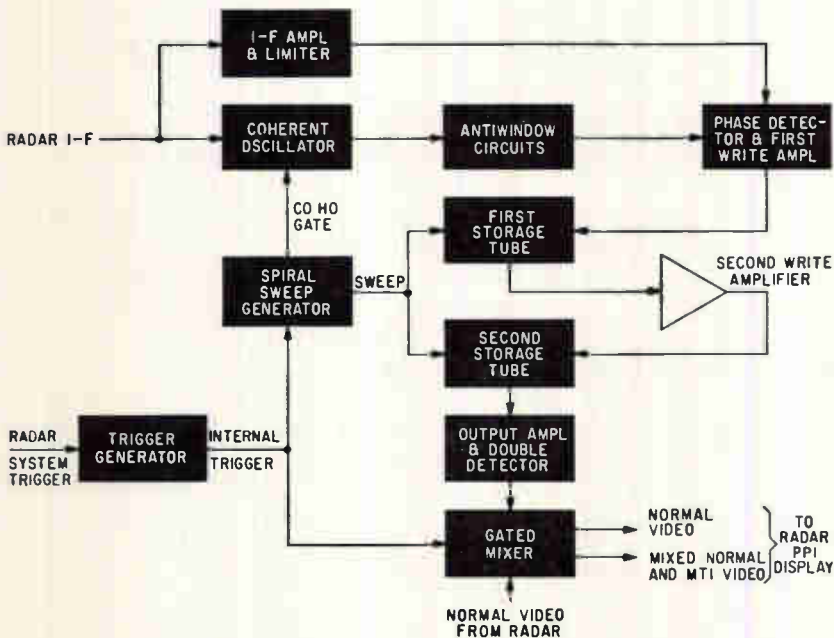 I-F AMPL
& LIMITER
RADAR I-F
COHERENT
OSCILLATOR
ANTIWINDOW
CIRCUITS
PHASE DETEC-
TOR & FIRST
WRITE AMPL
CO HO
GATE
FIRST
STORAGE
TUBE
SECOND WRITE
AMPLIFIER
SPIRAL
SWEEP
GENERATOR
SWEEP
SECOND
STORAGE
TUBE
RADAR
SYSTEM
TRIGGER
TRIGGER
GENERATOR
INTERNAL
TRIGGER
OUTPUT AMPL
& DOUBLE
DETECTOR
GATED
MIXER
NORMAL
VIDEO
MIXED NORMAL
AND MTI VIDEO
TO
RADAR
PPI
DISPLAY
NORMAL VIDEO
FROM RADAR